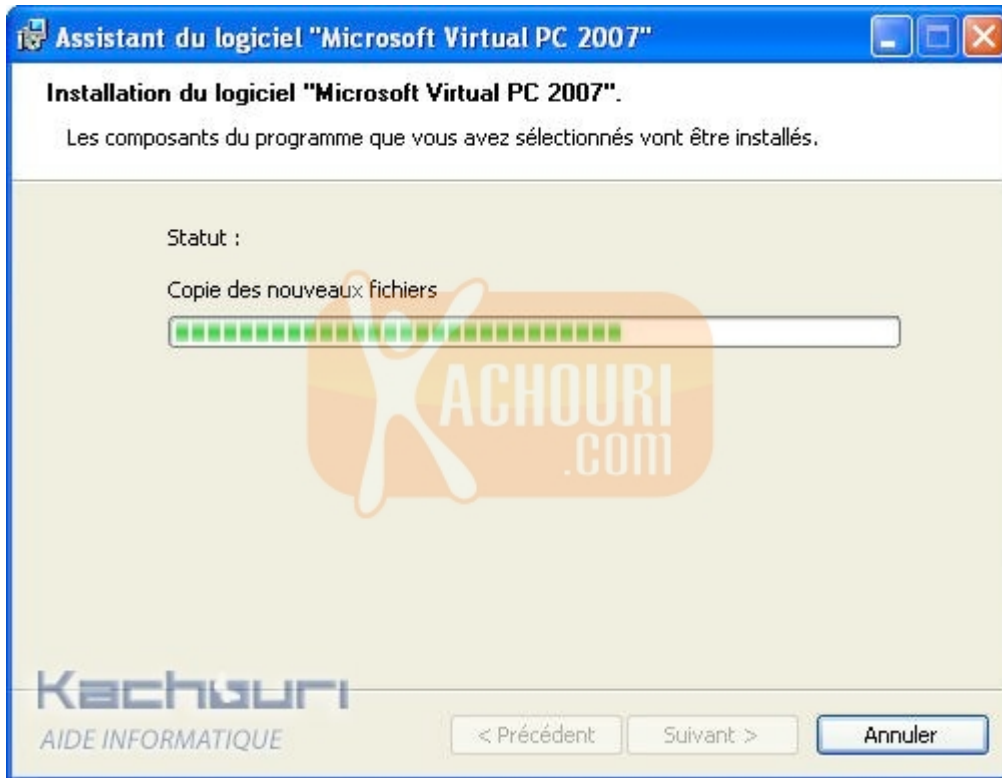 Assistant du logiciel "Microsoft Virtual PC 2007"
Installation du logiciel "Microsoft Virtual PC 2007".
Les composants du programme que vous avez sélectionnés vont être installés.
Statut :
Copie des nouveaux fichiers
KACHOURI
.com
Kachouri
AIDE INFORMATIQUE
< Précédent
Suivant >
Annuler